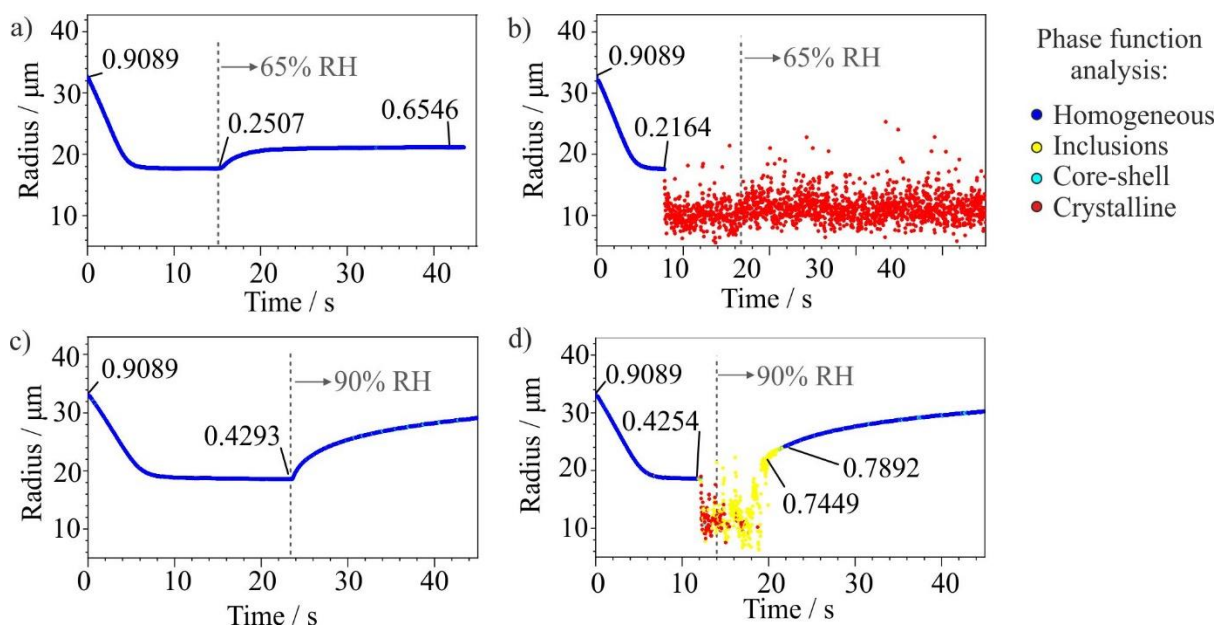 a)
Radius / µm
40
30
20
10
0.9089
65% RH
0.2507
0.6546
0 10 20 30 40
Time / s
b)
Radius / µm
40
30
20
10
0.9089
65% RH
0.2164
0 10 20 30 40
Time / s
Phase function
analysis:
Homogeneous
Inclusions
Core-shell
Crystalline
c)
Radius / µm
40
30
20
10
0.9089
90% RH
0.4293
0 10 20 30 40
Time / s
d)
Radius / µm
40
30
20
10
0.9089
90% RH
0.4254
0.7892
0.7449
0 10 20 30 40
Time / s